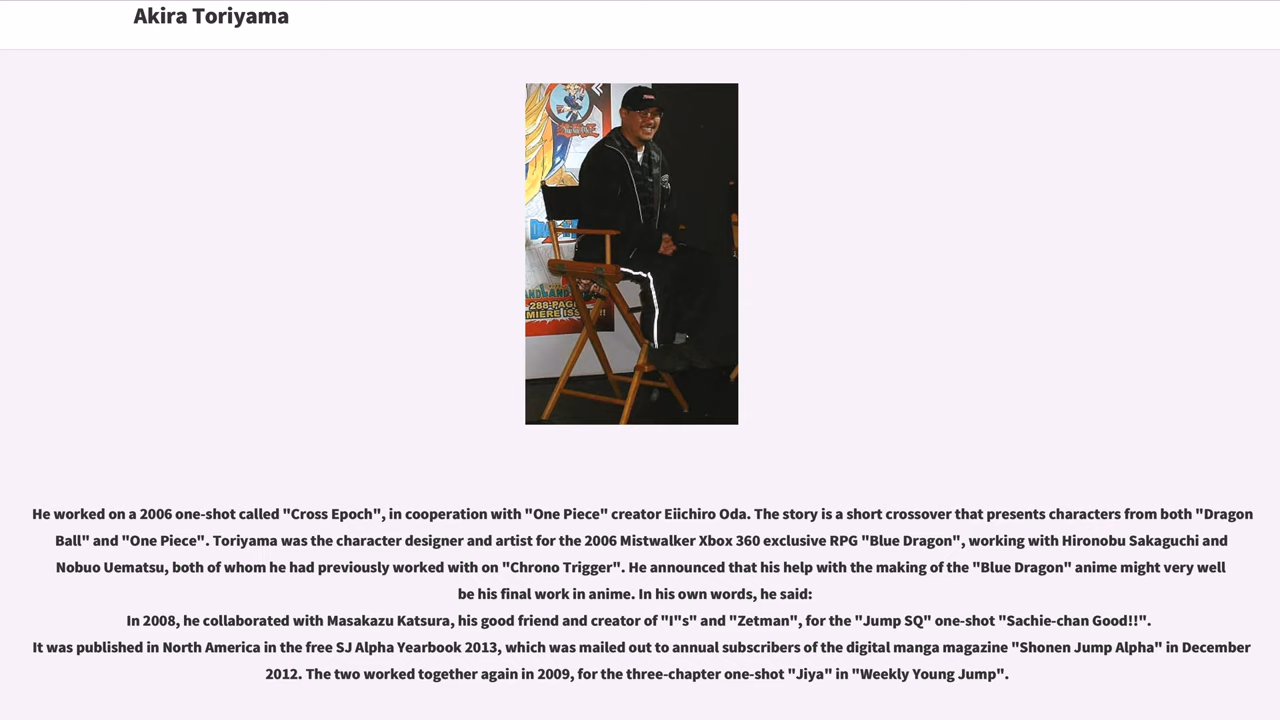 Akira Toriyama
288-PAGE
He worked on a 2006 one-shot called "Cross Epoch", in cooperation with "One Piece" creator Eiichiro Oda. The story is a short crossover that presents characters from both "Dragon
Ball" and "One Piece". Toriyama was the character designer and artist for the 2006 Mistwalker Xbox 360 exclusive RPG "Blue Dragon", working with Hironobu Sakaguchi and
Nobuo Uematsu, both of whom he had previously worked with on "Chrono Trigger". He announced that his help with the making of the "Blue Dragon" anime might very well
be his final work in anime. In his own words, he said:
In 2008, he collaborated with Masakazu Katsura, his good friend and creator of "I"s" and "Zetman", for the "Jump SQ" one-shot "Sachie-chan Good!!".
It was published in North America in the free SJ Alpha Yearbook 2013, which was mailed out to annual subscribers of the digital manga magazine "Shonen Jump Alpha" in December
2012. The two worked together again in 2009, for the three-chapter one-shot "Jiya" in "Weekly Young Jump".